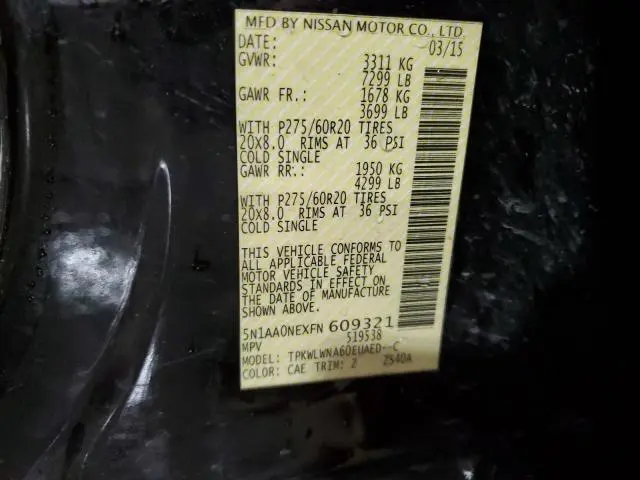 MFD BY NISSAN MOTOR CO., LTD.
DATE: 03/15
GVWR: 3311 KG
7299 LB
GAWR FR.: 1678 KG
3699 LB
WITH P275/60R20 TIRES
20X8.0 RIMS AT 36 PSI
COLD SINGLE
GAWR RR.: 1950 KG
4299 LB
WITH P275/60R20 TIRES
20X8.0 RIMS AT 36 PSI
COLD SINGLE
THIS VEHICLE CONFORMS TO
ALL APPLICABLE FEDERAL
MOTOR VEHICLE SAFETY
STANDARDS IN EFFECT ON
THE DATE OF MANUFACTURE
SHOWN ABOVE.
5N1AA0NEXFN 609321
MPV 519538
MODEL: TPKWLWNA60EUAED--C
COLOR: CAE TRIM: 2 ZS40A